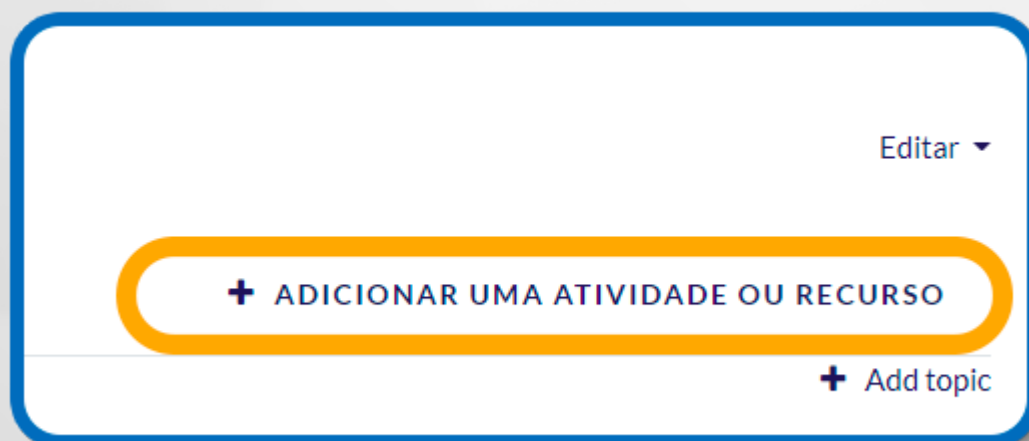 Editar
+ ADICIONAR UMA ATIVIDADE OU RECURSO
+ Add topic